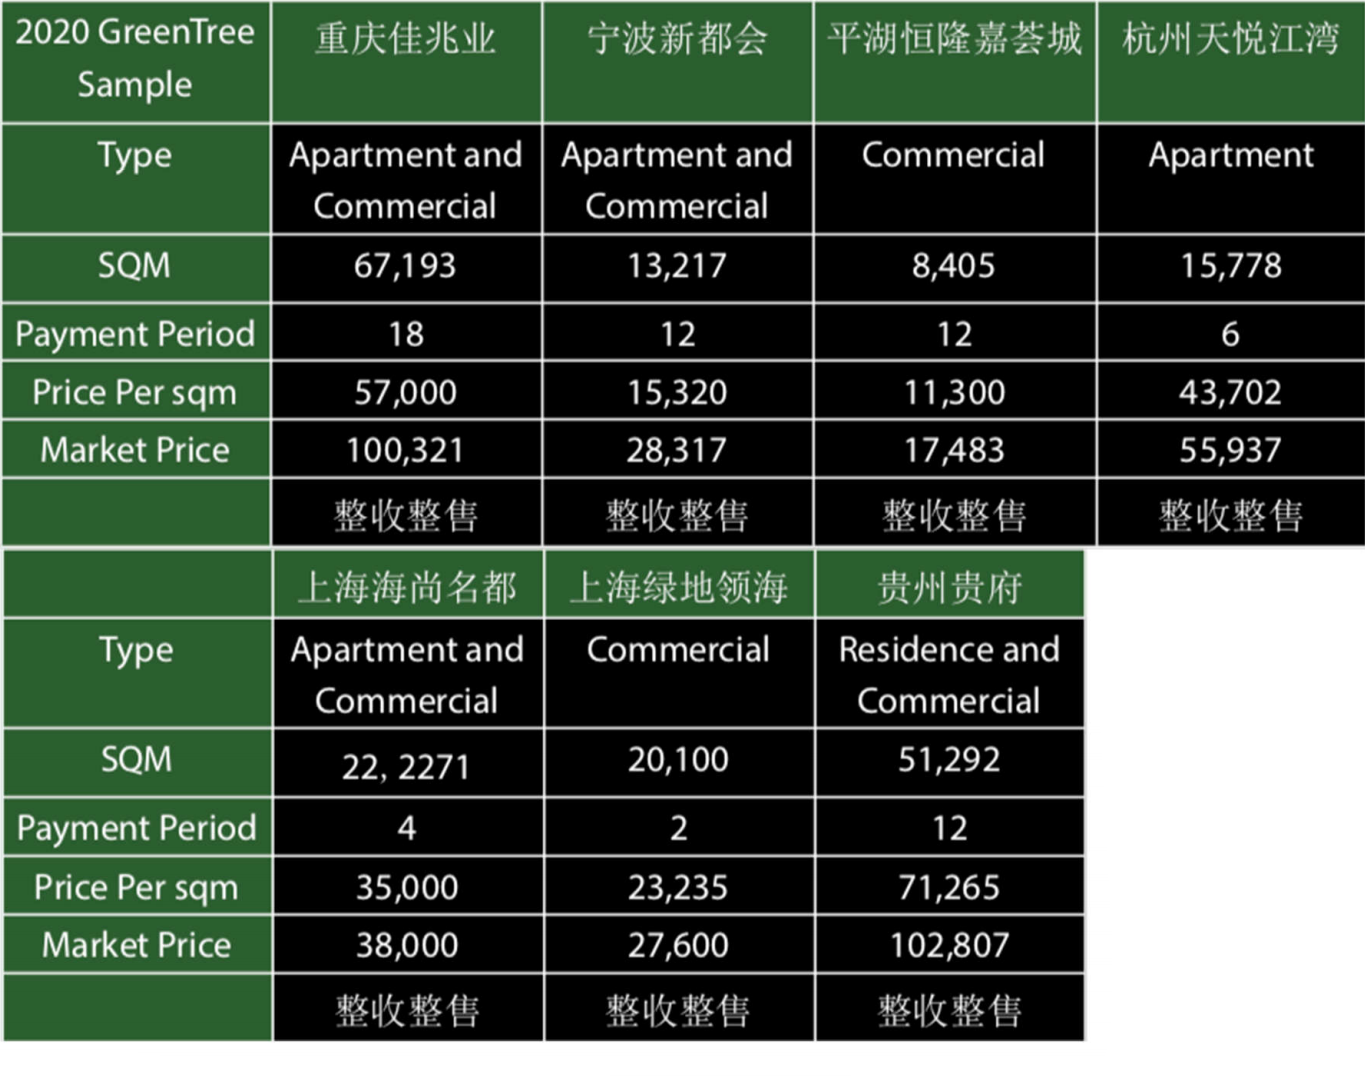 2020 GreenTree Sample 重庆佳兆业 宁波新都会 平湖恒隆嘉荟城 杭州天悦江湾
Type Apartment and Commercial Apartment and Commercial Commercial Apartment
SQM 67,193 13,217 8,405 15,778
Payment Period 18 12 12 6
Price Per sqm 57,000 15,320 11,300 43,702
Market Price 100,321 28,317 17,483 55,937
整收整售 整收整售 整收整售 整收整售
上海海尚名都 上海绿地领海 贵州贵府
Type Apartment and Commercial Commercial Residence and Commercial
SQM 22, 2271 20,100 51,292
Payment Period 4 2 12
Price Per sqm 35,000 23,235 71,265
Market Price 38,000 27,600 102,807
整收整售 整收整售 整收整售